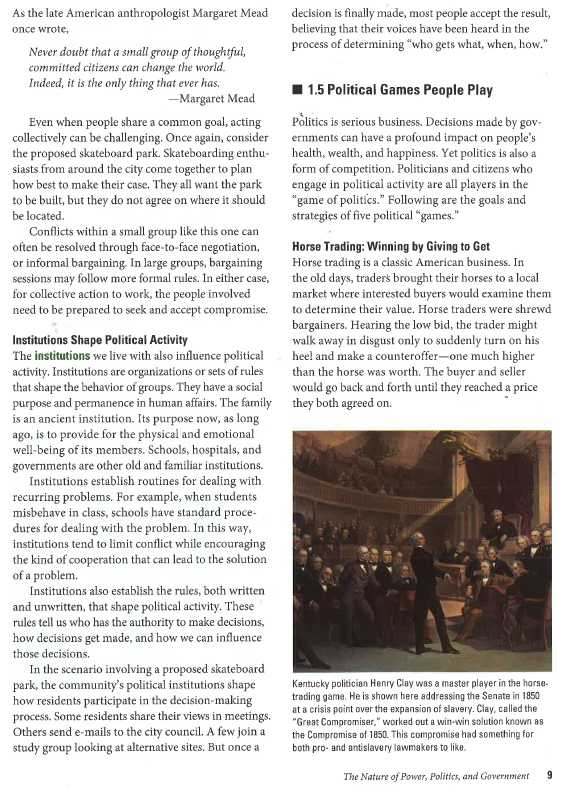 As the late American anthropologist Margaret Mead
once wrote,
Never doubt that a small group of thoughtful,
committed citizens can change the world.
Indeed, it is the only thing that ever has.
—Margaret Mead
Even when people share a common goal, acting
collectively can be challenging. Once again, consider
the proposed skateboard park. Skateboarding enthu-
siasts from around the city come together to plan
how best to make their case. They all want the park
to be built, but they do not agree on where it should
be located.
Conflicts within a small group like this one can
often be resolved through face-to-face negotiation,
or informal bargaining. In large groups, bargaining
sessions may follow more formal rules. In either case,
for collective action to work, the people involved
need to be prepared to seek and accept compromise.
Institutions Shape Political Activity
The institutions we live with also influence political
activity. Institutions are organizations or sets of rules
that shape the behavior of groups. They have a social
purpose and permanence in human affairs. The family
is an ancient institution. Its purpose now, as long
ago, is to provide for the physical and emotional
well-being of its members. Schools, hospitals, and
governments are other old and familiar institutions.
Institutions establish routines for dealing with
recurring problems. For example, when students
misbehave in class, schools have standard proce-
dures for dealing with the problem. In this way,
institutions tend to limit conflict while encouraging
the kind of cooperation that can lead to the solution
of a problem.
Institutions also establish the rules, both written
and unwritten, that shape political activity. These
rules tell us who has the authority to make decisions,
how decisions get made, and how we can influence
those decisions.
In the scenario involving a proposed skateboard
park, the community's political institutions shape
how residents participate in the decision-making
process. Some residents share their views in meetings.
Others send e-mails to the city council. A few join a
study group looking at alternative sites. But once a
decision is finally made, most people accept the result,
believing that their voices have been heard in the
process of determining "who gets what, when, how."
■ 1.5 Political Games People Play
Politics is serious business. Decisions made by gov-
ernments can have a profound impact on people's
health, wealth, and happiness. Yet politics is also a
form of competition. Politicians and citizens who
engage in political activity are all players in the
"game of politics." Following are the goals and
strategies of five political "games."
Horse Trading: Winning by Giving to Get
Horse trading is a classic American business. In
the old days, traders brought their horses to a local
market where interested buyers would examine them
to determine their value. Horse traders were shrewd
bargainers. Hearing the low bid, the trader might
walk away in disgust only to suddenly turn on his
heel and make a counteroffer—one much higher
than the horse was worth. The buyer and seller
would go back and forth until they reached a price
they both agreed on.
Kentucky politician Henry Clay was a master player in the horse-
trading game. He is shown here addressing the Senate in 1850
at a crisis point over the expansion of slavery. Clay, called the
"Great Compromiser," worked out a win-win solution known as
the Compromise of 1850. This compromise had something for
both pro- and antislavery lawmakers to like.
The Nature of Power, Politics, and Government 9